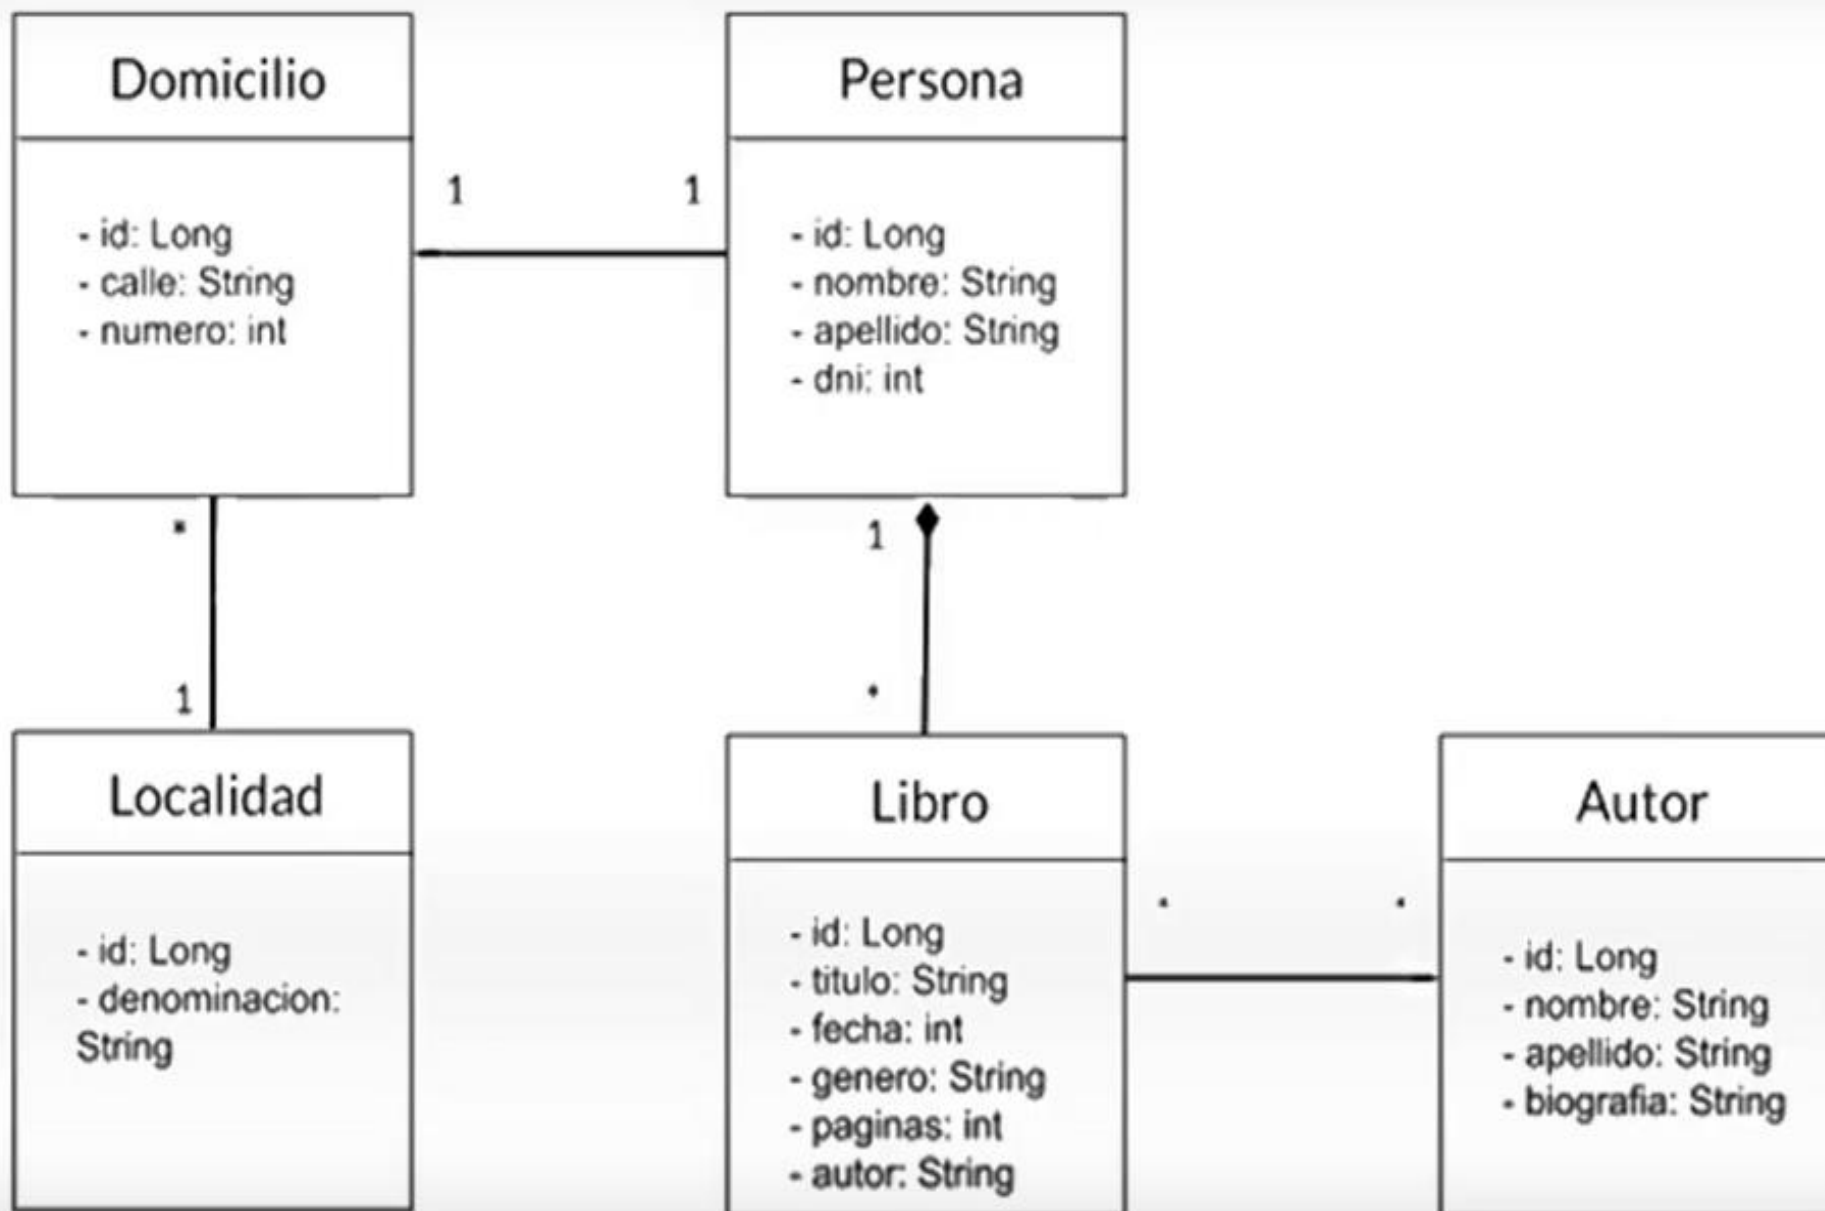 Domicilio
- id: Long
- calle: String
- numero: int
1
1
Persona
- id: Long
- nombre: String
- apellido: String
- dni: int
*
1
1
*
Localidad
- id: Long
- denominacion:
String
Libro
- id: Long
- titulo: String
- fecha: int
- genero: String
- paginas: int
- autor: String
*
*
Autor
- id: Long
- nombre: String
- apellido: String
- biografia: String